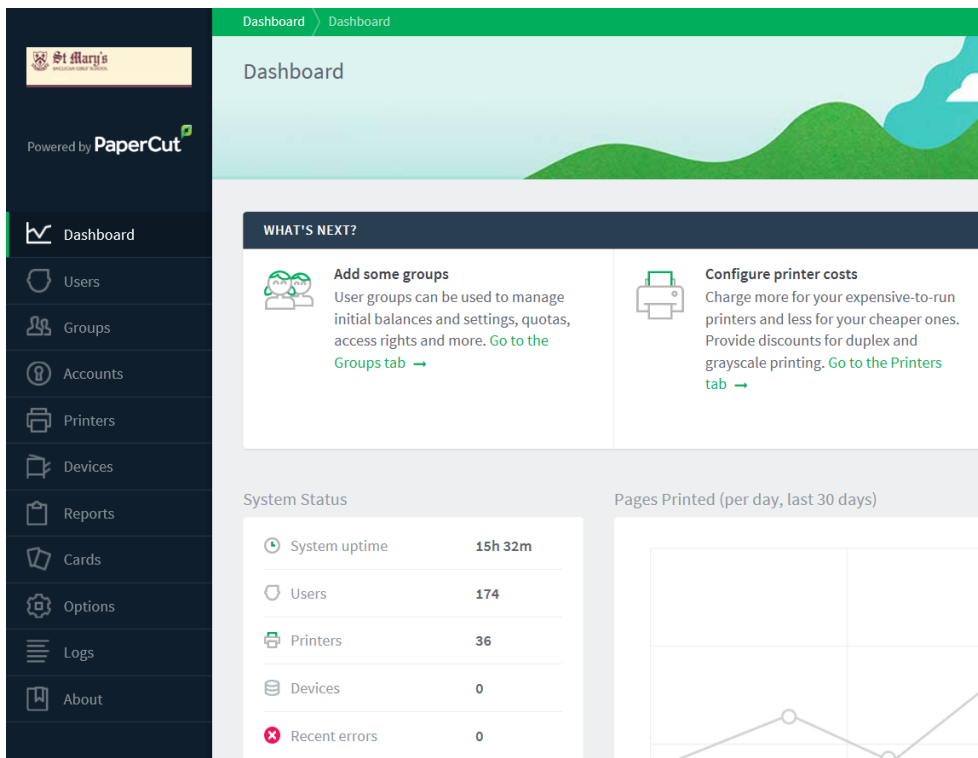 Dashboard Dashboard
St Mary's
ANGLICAN GIRLS' SCHOOL
Powered by PaperCut
Dashboard
Users
Groups
Accounts
Printers
Devices
Reports
Cards
Options
Logs
About
Dashboard
WHAT'S NEXT?
Add some groups
User groups can be used to manage
initial balances and settings, quotas,
access rights and more. Go to the
Groups tab →
Configure printer costs
Charge more for your expensive-to-run
printers and less for your cheaper ones.
Provide discounts for duplex and
grayscale printing. Go to the Printers
tab →
System Status
System uptime 15h 32m
Users 174
Printers 36
Devices 0
Recent errors 0
Pages Printed (per day, last 30 days)